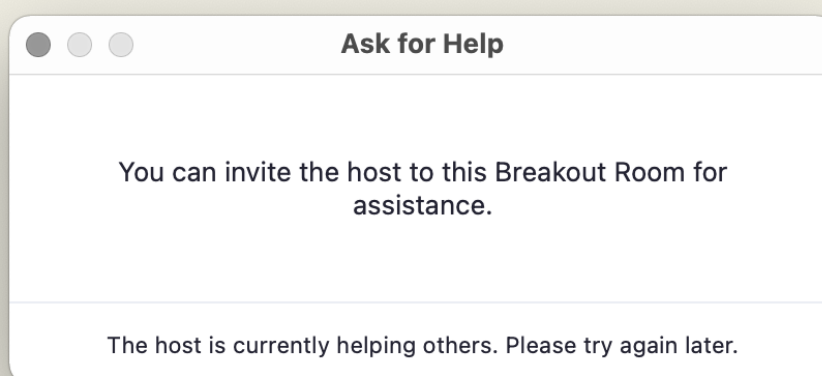 Ask for Help
You can invite the host to this Breakout Room for
assistance.
The host is currently helping others. Please try again later.